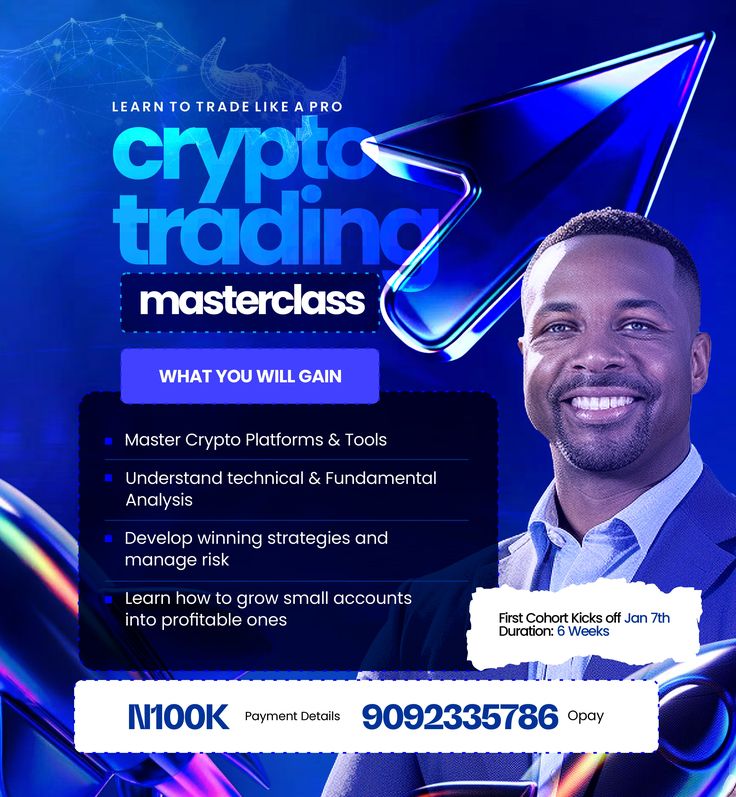 LEARN TO TRADE LIKE A PRO
crypto
trading
masterclass
WHAT YOU WILL GAIN
Master Crypto Platforms & Tools
Understand technical & Fundamental
Analysis
Develop winning strategies and
manage risk
Learn how to grow small accounts
into profitable ones
First Cohort Kicks off Jan 7th
Duration: 6 Weeks
₦100K Payment Details 9092335786 Opay